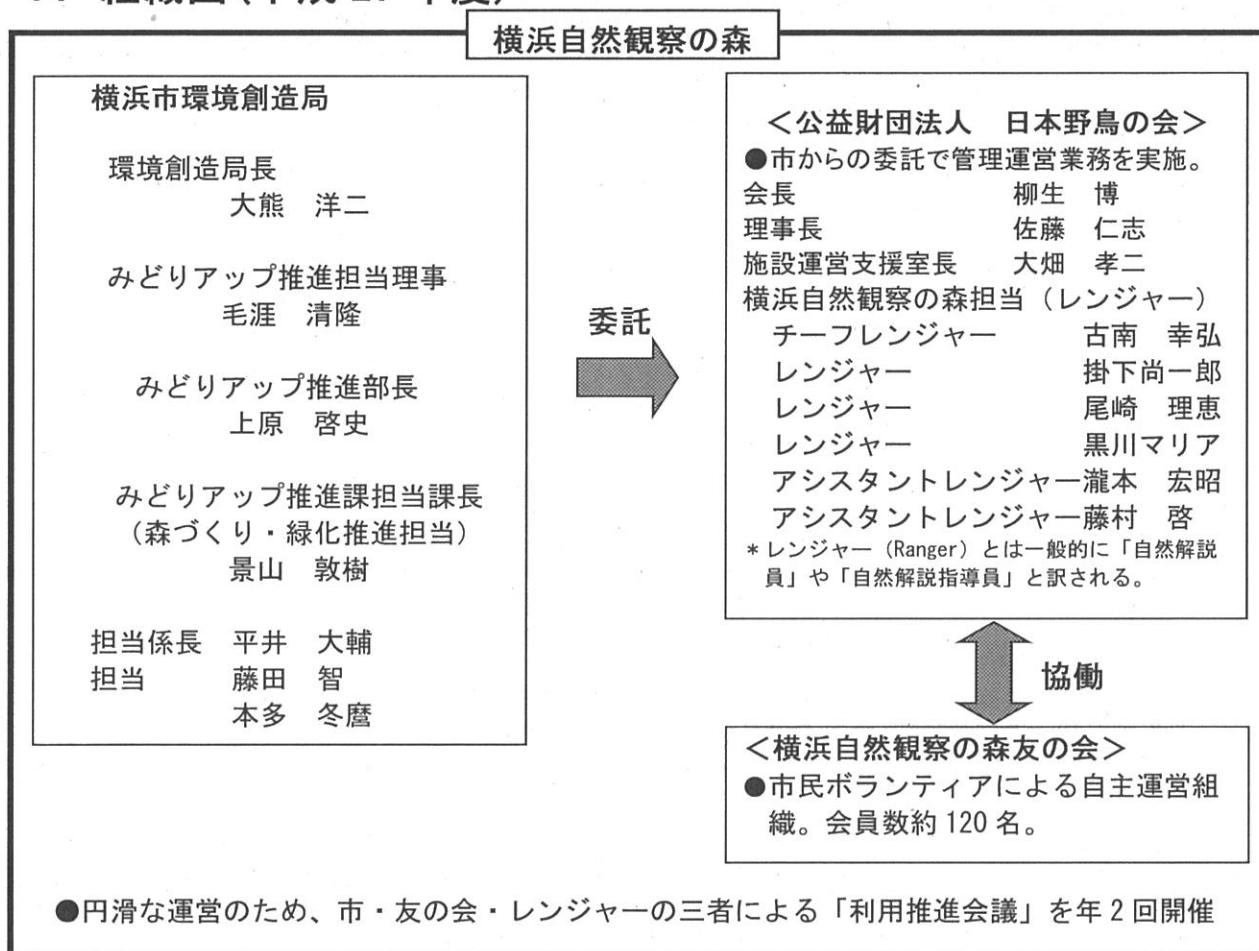 横浜自然観察の森
横浜市環境創造局
環境創造局長
大熊　洋二
みどりアップ推進担当理事
毛涯　清隆
みどりアップ推進部長
上原　啓史
みどりアップ推進課担当課長
（森づくり・緑化推進担当）
景山　敦樹
担当係長　平井　大輔
担当　　　藤田　智
本多　冬麿
委託
＜公益財団法人　日本野鳥の会＞
●市からの委託で管理運営業務を実施。
会長　　　　　　　柳生　博
理事長　　　　　　佐藤　仁志
施設運営支援室長　大畑　孝二
横浜自然観察の森担当（レンジャー）
チーフレンジャー　　　古南　幸弘
レンジャー　　　　　　掛下尚一郎
レンジャー　　　　　　尾崎　理恵
レンジャー　　　　　　黒川マリア
アシスタントレンジャー瀧本　宏昭
アシスタントレンジャー藤村　啓
＊レンジャー（Ranger）とは一般的に「自然解説
員」や「自然解説指導員」と訳される。
協働
＜横浜自然観察の森友の会＞
●市民ボランティアによる自主運営組
織。会員数約120名。
●円滑な運営のため、市・友の会・レンジャーの三者による「利用推進会議」を年2回開催